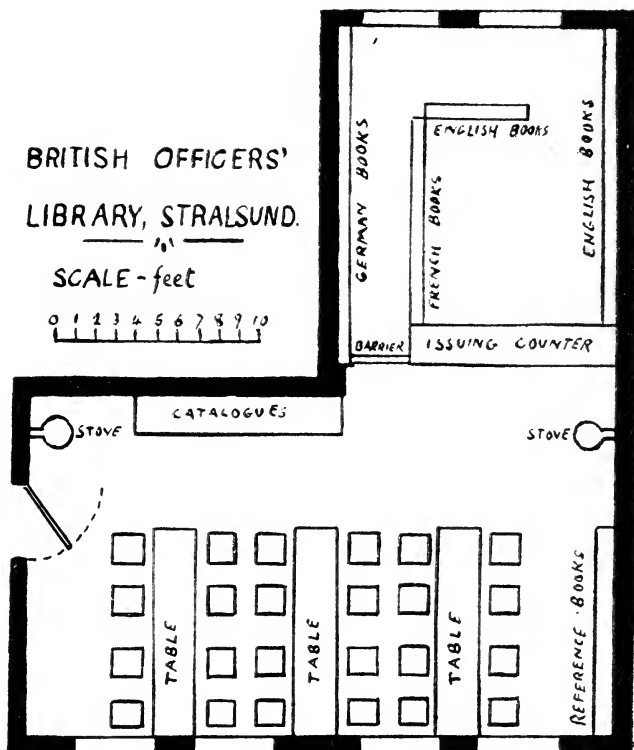 BRITISH OFFICERS'
LIBRARY, STRALSUND.
SCALE - feet
0 1 2 3 4 5 6 7 8 9 10
GERMAN BOOKS
ENGLISH BOOKS
FRENCH BOOKS
ENGLISH BOOKS
BARRIER
ISSUING COUNTER
CATALOGUES
STOVE
STOVE
TABLE
TABLE
TABLE
REFERENCE·BOOKS